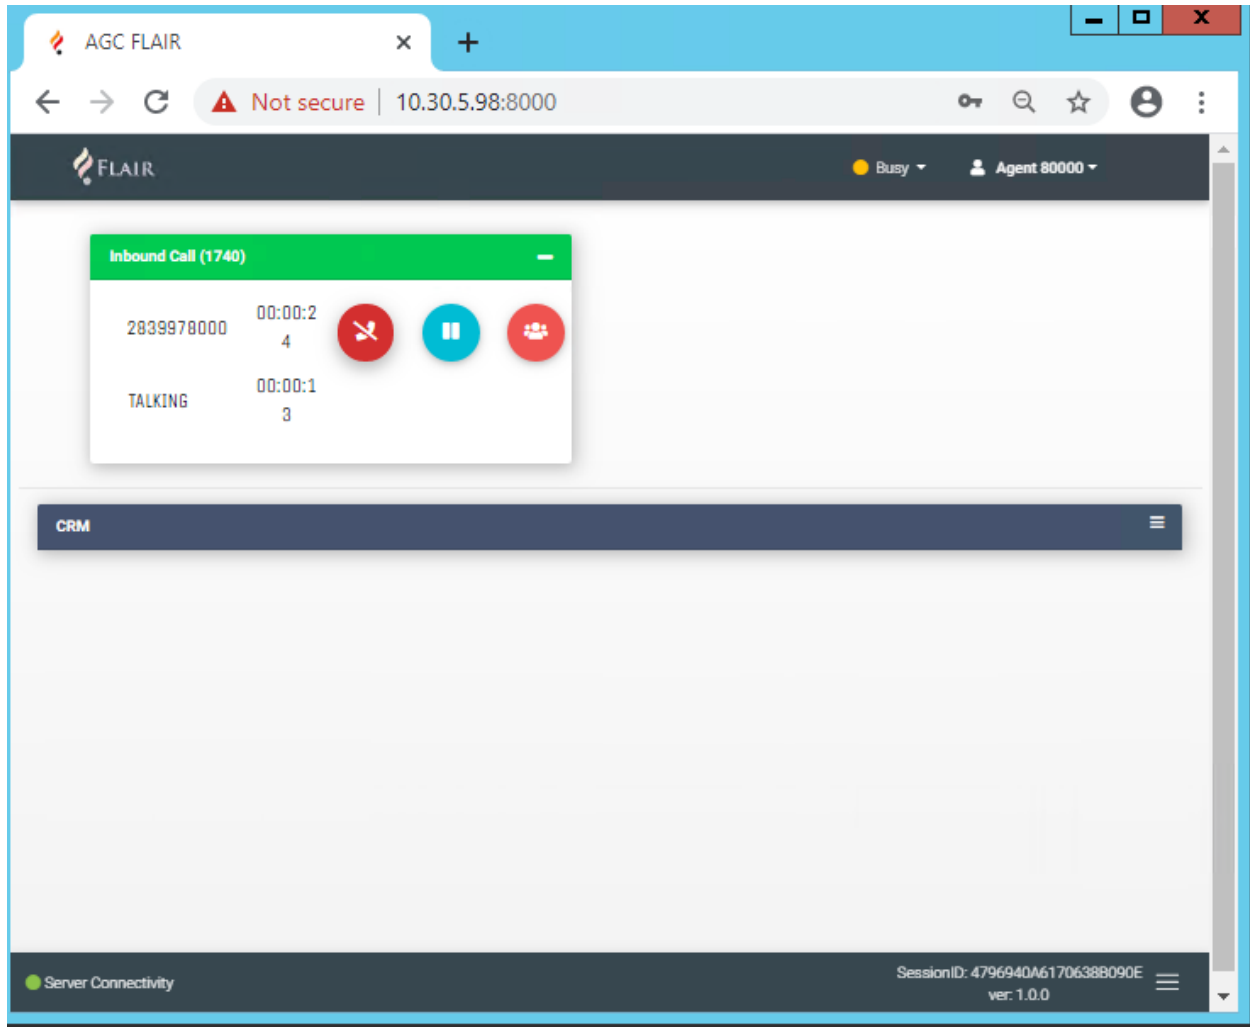 AGC FLAIR
Not secure | 10.30.5.98:8000
FLAIR
Busy
Agent 80000
Inbound Call (1740)
2839978000
00:00:2
4
TALKING
00:00:1
3
CRM
Server Connectivity
SessionID: 4796940A6170638B090E
ver: 1.0.0